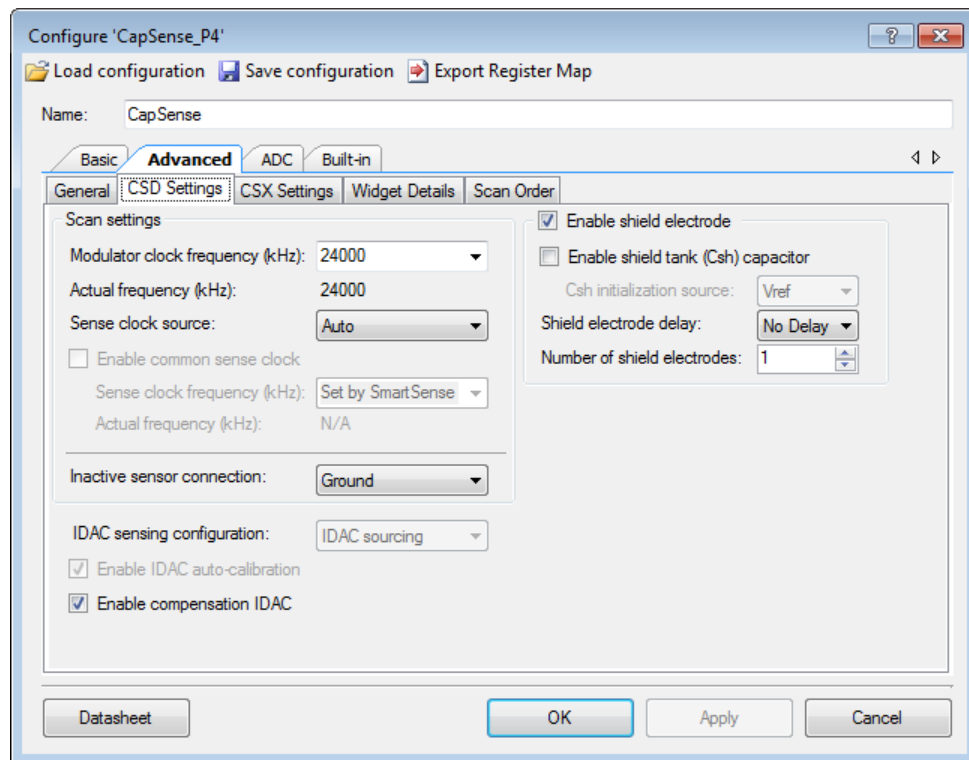 Configure 'CapSense_P4'
Load configuration Save configuration Export Register Map
Name: CapSense
Basic Advanced ADC Built-in
General CSD Settings CSX Settings Widget Details Scan Order
Scan settings
Modulator clock frequency (kHz): 24000
Actual frequency (kHz): 24000
Sense clock source: Auto
Enable common sense clock
Sense clock frequency (kHz): Set by SmartSense
Actual frequency (kHz): N/A
Inactive sensor connection: Ground
IDAC sensing configuration: IDAC sourcing
Enable IDAC auto-calibration
Enable compensation IDAC
Enable shield electrode
Enable shield tank (Csh) capacitor
Csh initialization source: Vref
Shield electrode delay: No Delay
Number of shield electrodes: 1
Datasheet OK Apply Cancel